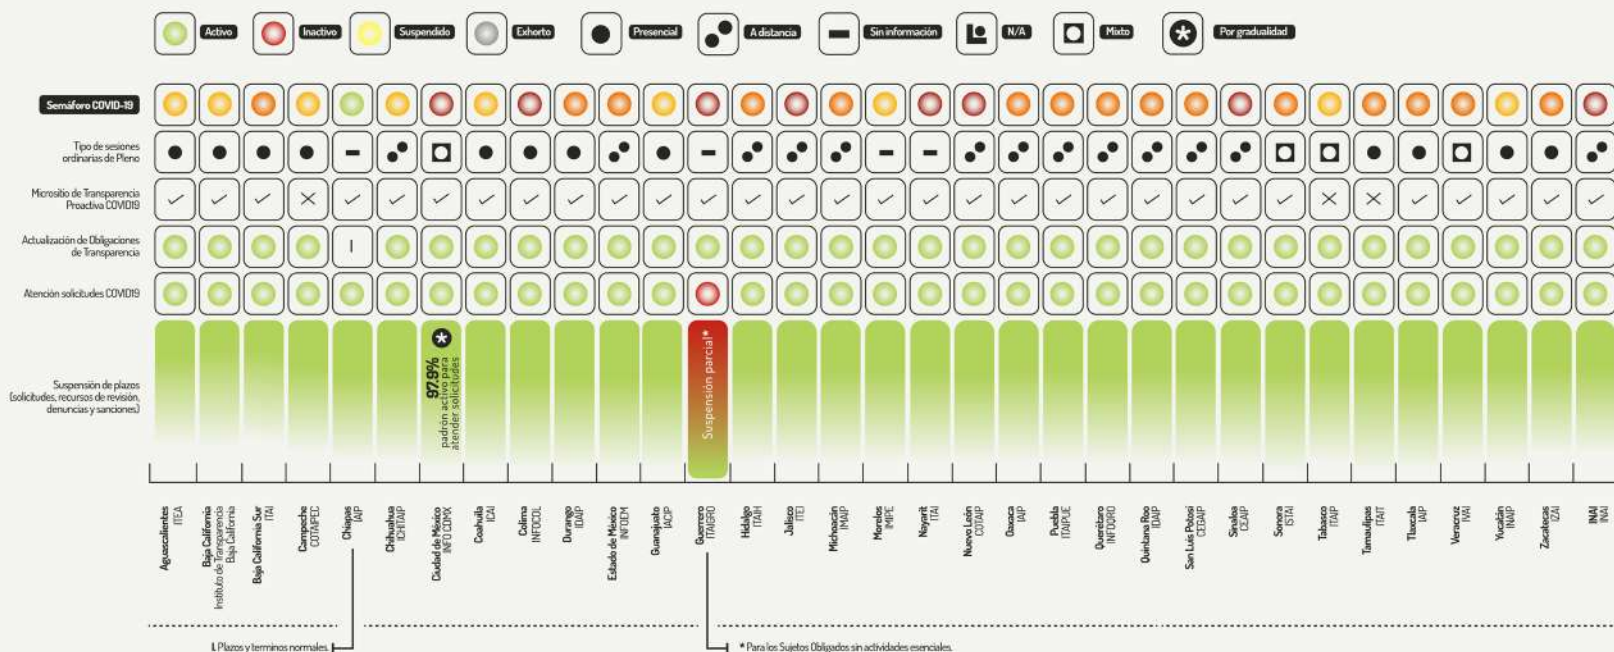 Activo
Inactivo
Suspendido
Exhorto
Presencial
A distancia
Sin información
N/A
Mixto
Por gradualidad
Semáforo COVID-19
Tipo de sesiones
ordinarias de Pleno
Micrositio de Transparencia
Proactiva COVID19
Actualización de Obligaciones
de Transparencia
Atención solicitudes COVID19
Suspensión de plazos
(solicitudes, recursos de revisión,
denuncias y sanciones)
97.9%
padrón activo para
atender solicitudes
Suspensión parcial*
Aguascalientes
ITEA
Baja California
Instituto de Transparencia
Baja California
Baja California Sur
ITAI
Campeche
COTAIPEC
Chiapas
IAIP
Chihuahua
ICHITAIP
Ciudad de México
INFO CDMX
Coahuila
ICAI
Colima
INFOCOL
Durango
IDAIP
Estado de México
INFOEM
Guanajuato
IACIP
Guerrero
ITAIGRO
Hidalgo
ITAIH
Jalisco
ITEI
Michoacán
IMAIP
Morelos
IMIPE
Nayarit
ITAI
Nuevo León
COTAIP
Oaxaca
IAIP
Puebla
ITAIPUE
Querétaro
INFOQRO
Quintana Roo
IDAIP
San Luis Potosí
CEGAIP
Sinaloa
CEAIP
Sonora
ISTAI
Tabasco
ITAIP
Tamaulipas
ITAIT
Tlaxcala
IAIP
Veracruz
IVAI
Yucatán
INAIP
Zacatecas
IZAI
INAI
INAI
I. Plazos y terminos normales.
* Para los Sujetos Obligados sin actividades esenciales.